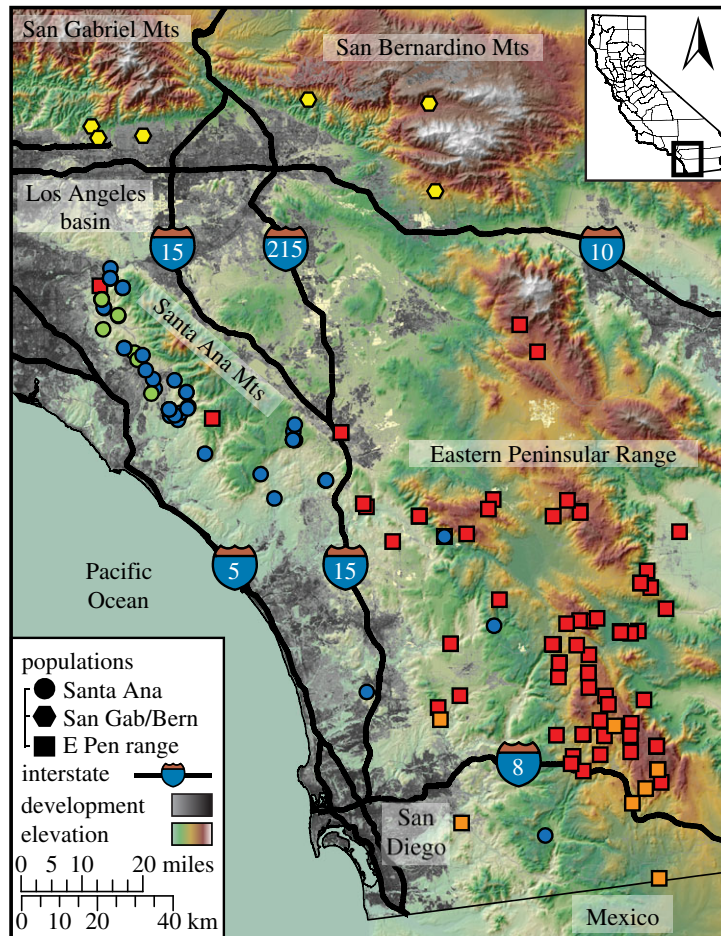 San Gabriel Mts
San Bernardino Mts
Los Angeles
basin
15
215
10
Santa Ana Mts
Eastern Peninsular Range
Pacific
Ocean
5
15
populations
Santa Ana
San Gab/Bern
E Pen range
interstate
development
elevation
0 5 10 20 miles
0 10 20 40 km
8
San
Diego
Mexico